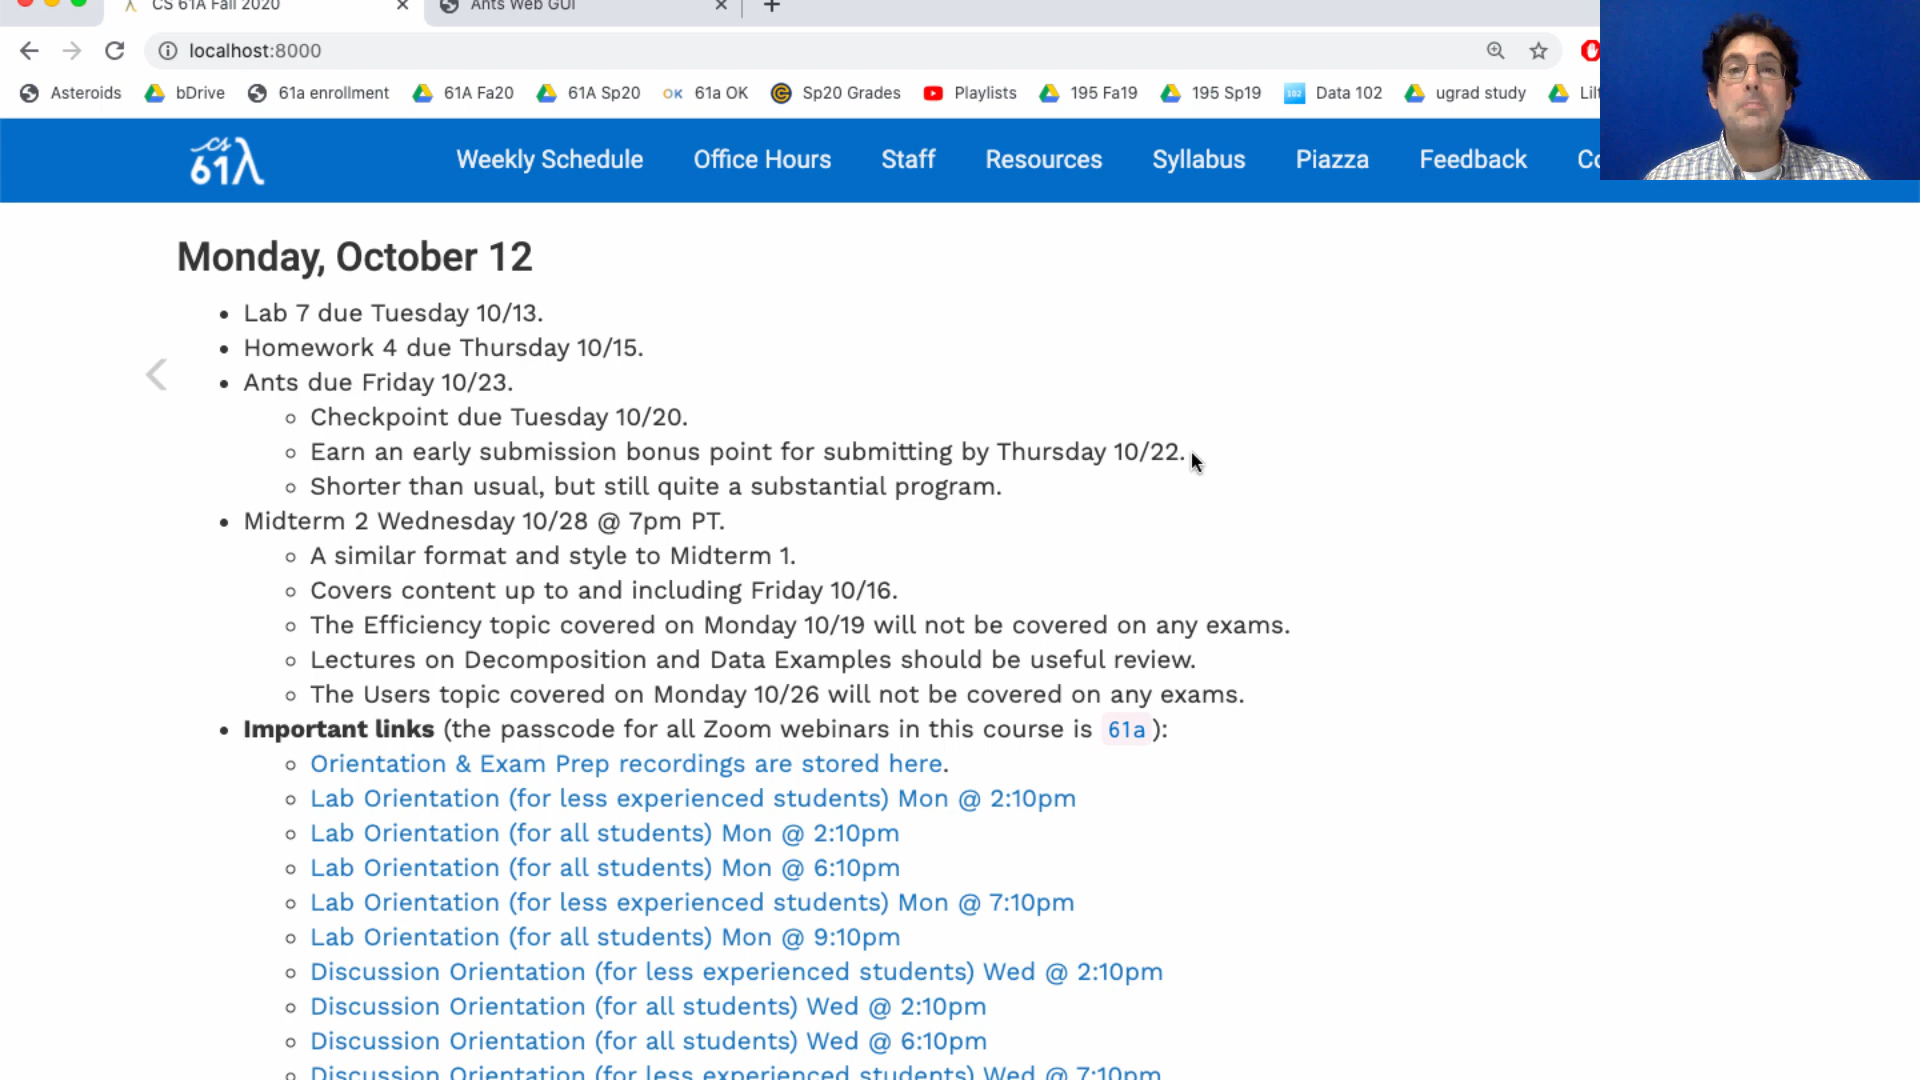 CS 61A Fall 2020
Ants Web GUI
localhost:8000
Asteroids bDrive 61a enrollment 61A Fa20 61A Sp20 OK 61a OK Sp20 Grades Playlists 195 Fa19 195 Sp19 102 Data 102 ugrad study
CS 61λ Weekly Schedule Office Hours Staff Resources Syllabus Piazza Feedback
Monday, October 12
• Lab 7 due Tuesday 10/13.
• Homework 4 due Thursday 10/15.
• Ants due Friday 10/23.
◦ Checkpoint due Tuesday 10/20.
◦ Earn an early submission bonus point for submitting by Thursday 10/22.
◦ Shorter than usual, but still quite a substantial program.
• Midterm 2 Wednesday 10/28 @ 7pm PT.
◦ A similar format and style to Midterm 1.
◦ Covers content up to and including Friday 10/16.
◦ The Efficiency topic covered on Monday 10/19 will not be covered on any exams.
◦ Lectures on Decomposition and Data Examples should be useful review.
◦ The Users topic covered on Monday 10/26 will not be covered on any exams.
• Important links (the passcode for all Zoom webinars in this course is 61a):
◦ Orientation & Exam Prep recordings are stored here.
◦ Lab Orientation (for less experienced students) Mon @ 2:10pm
◦ Lab Orientation (for all students) Mon @ 2:10pm
◦ Lab Orientation (for all students) Mon @ 6:10pm
◦ Lab Orientation (for less experienced students) Mon @ 7:10pm
◦ Lab Orientation (for all students) Mon @ 9:10pm
◦ Discussion Orientation (for less experienced students) Wed @ 2:10pm
◦ Discussion Orientation (for all students) Wed @ 2:10pm
◦ Discussion Orientation (for all students) Wed @ 6:10pm
◦ Discussion Orientation (for less experienced students) Wed @ 7:10pm